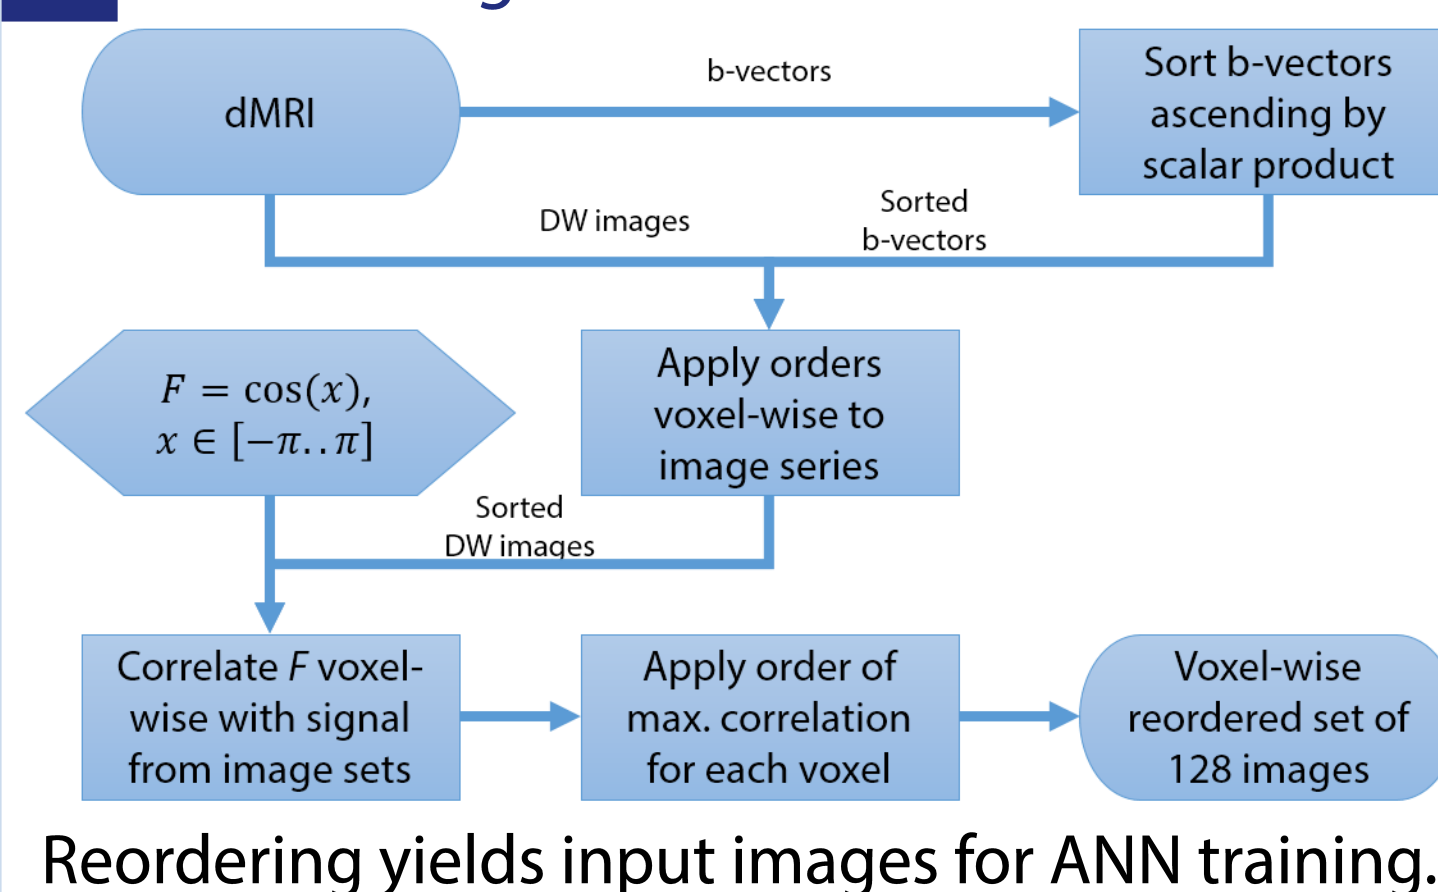 dMRI
b-vectors
Sort b-vectors
ascending by
scalar product
DW images
Sorted
b-vectors
F = cos(x),
x ∈ [−π..π]
Apply orders
voxel-wise to
image series
Sorted
DW images
Correlate F voxel-
wise with signal
from image sets
Apply order of
max. correlation
for each voxel
Voxel-wise
reordered set of
128 images
Reordering yields input images for ANN training.